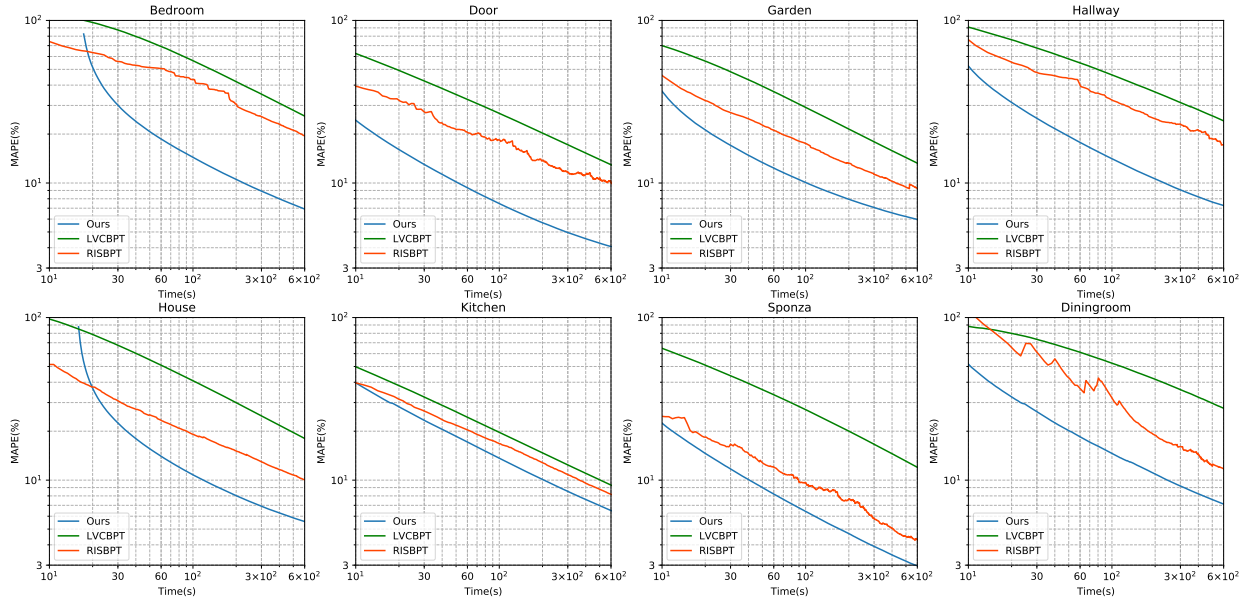 Bedroom
10²
10¹
3
MAPE(%)
Ours
LVCBPT
RISBPT
10¹ 30 60 10² 3×10² 6×10²
Time(s)
Door
10²
10¹
3
MAPE(%)
Ours
LVCBPT
RISBPT
10¹ 30 60 10² 3×10² 6×10²
Time(s)
Garden
10²
10¹
3
MAPE(%)
Ours
LVCBPT
RISBPT
10¹ 30 60 10² 3×10² 6×10²
Time(s)
Hallway
10²
10¹
3
MAPE(%)
Ours
LVCBPT
RISBPT
10¹ 30 60 10² 3×10² 6×10²
Time(s)
House
10²
10¹
3
MAPE(%)
Ours
LVCBPT
RISBPT
10¹ 30 60 10² 3×10² 6×10²
Time(s)
Kitchen
10²
10¹
3
MAPE(%)
Ours
LVCBPT
RISBPT
10¹ 30 60 10² 3×10² 6×10²
Time(s)
Sponza
10²
10¹
3
MAPE(%)
Ours
LVCBPT
RISBPT
10¹ 30 60 10² 3×10² 6×10²
Time(s)
Diningroom
10²
10¹
3
MAPE(%)
Ours
LVCBPT
RISBPT
10¹ 30 60 10² 3×10² 6×10²
Time(s)